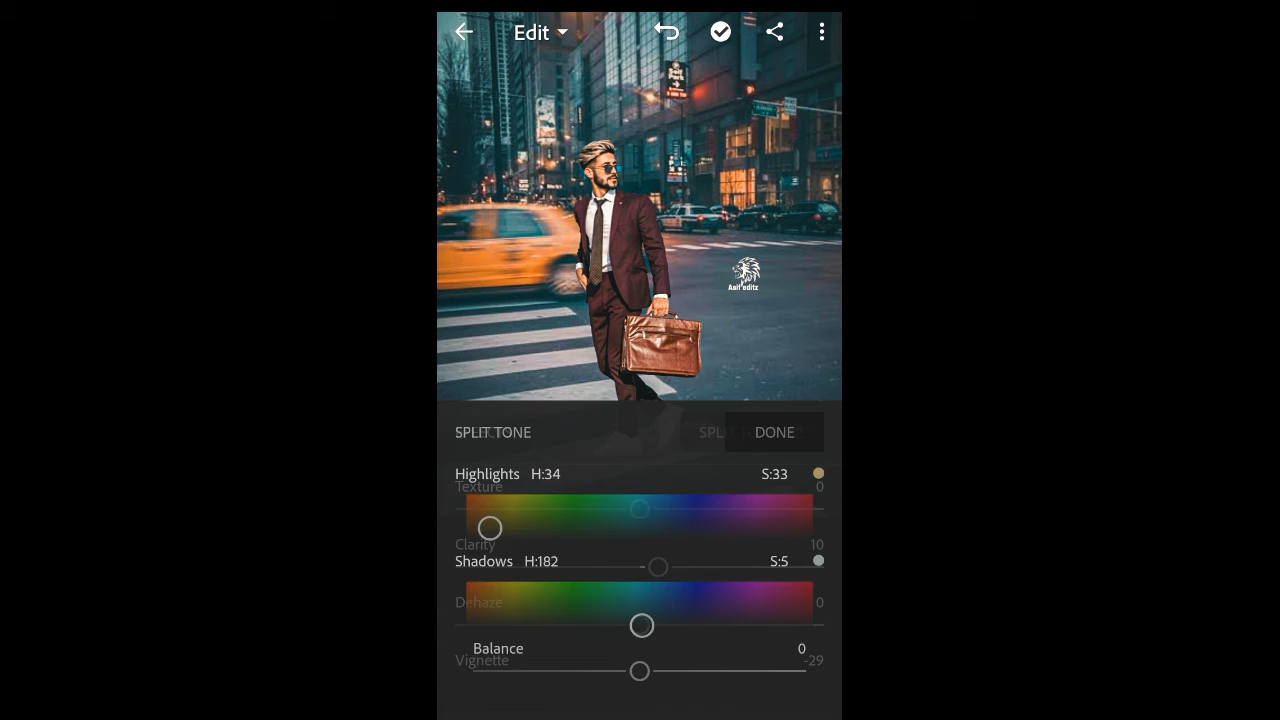 Edit
Asif editz
SPLIT TONE
DONE
Highlights H:34 S:33
Texture 0
Clarity 10
Shadows H:182 S:5
Dehaze 0
Balance 0
Vignette -29